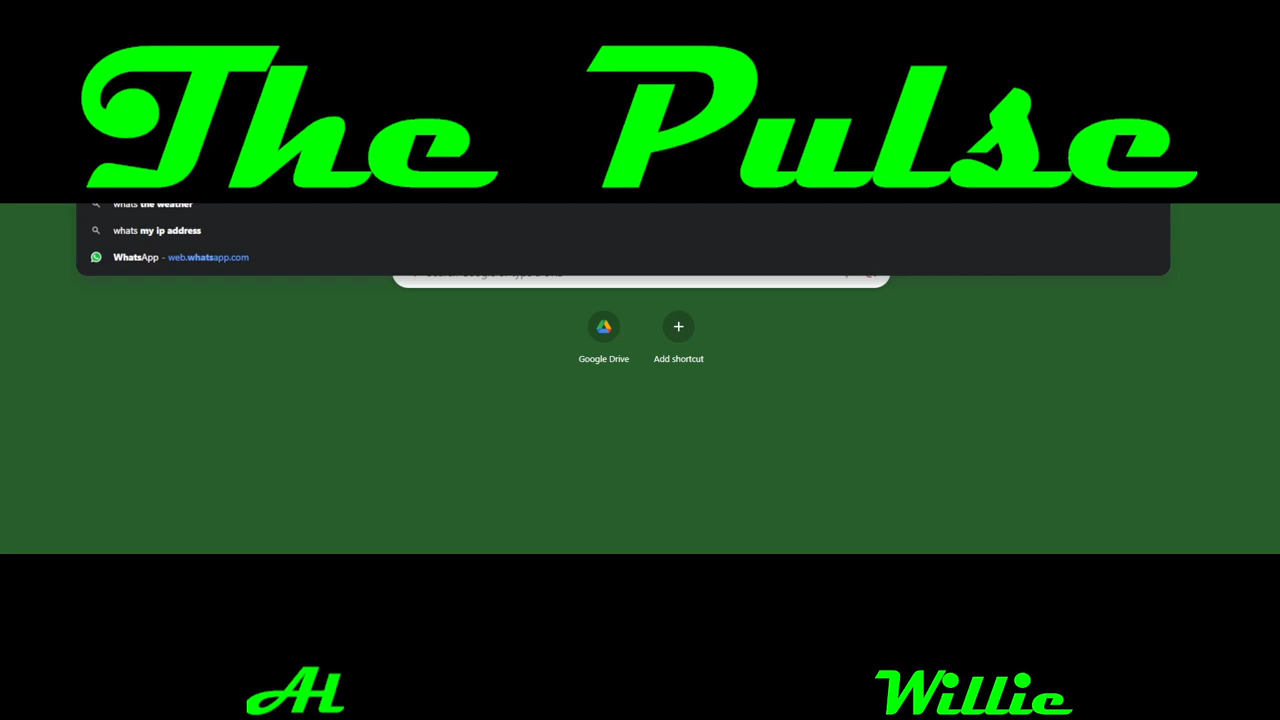 The Pulse
whats the weather
whats my ip address
WhatsApp - web.whatsapp.com
Google Drive
Add shortcut
AL
Willie